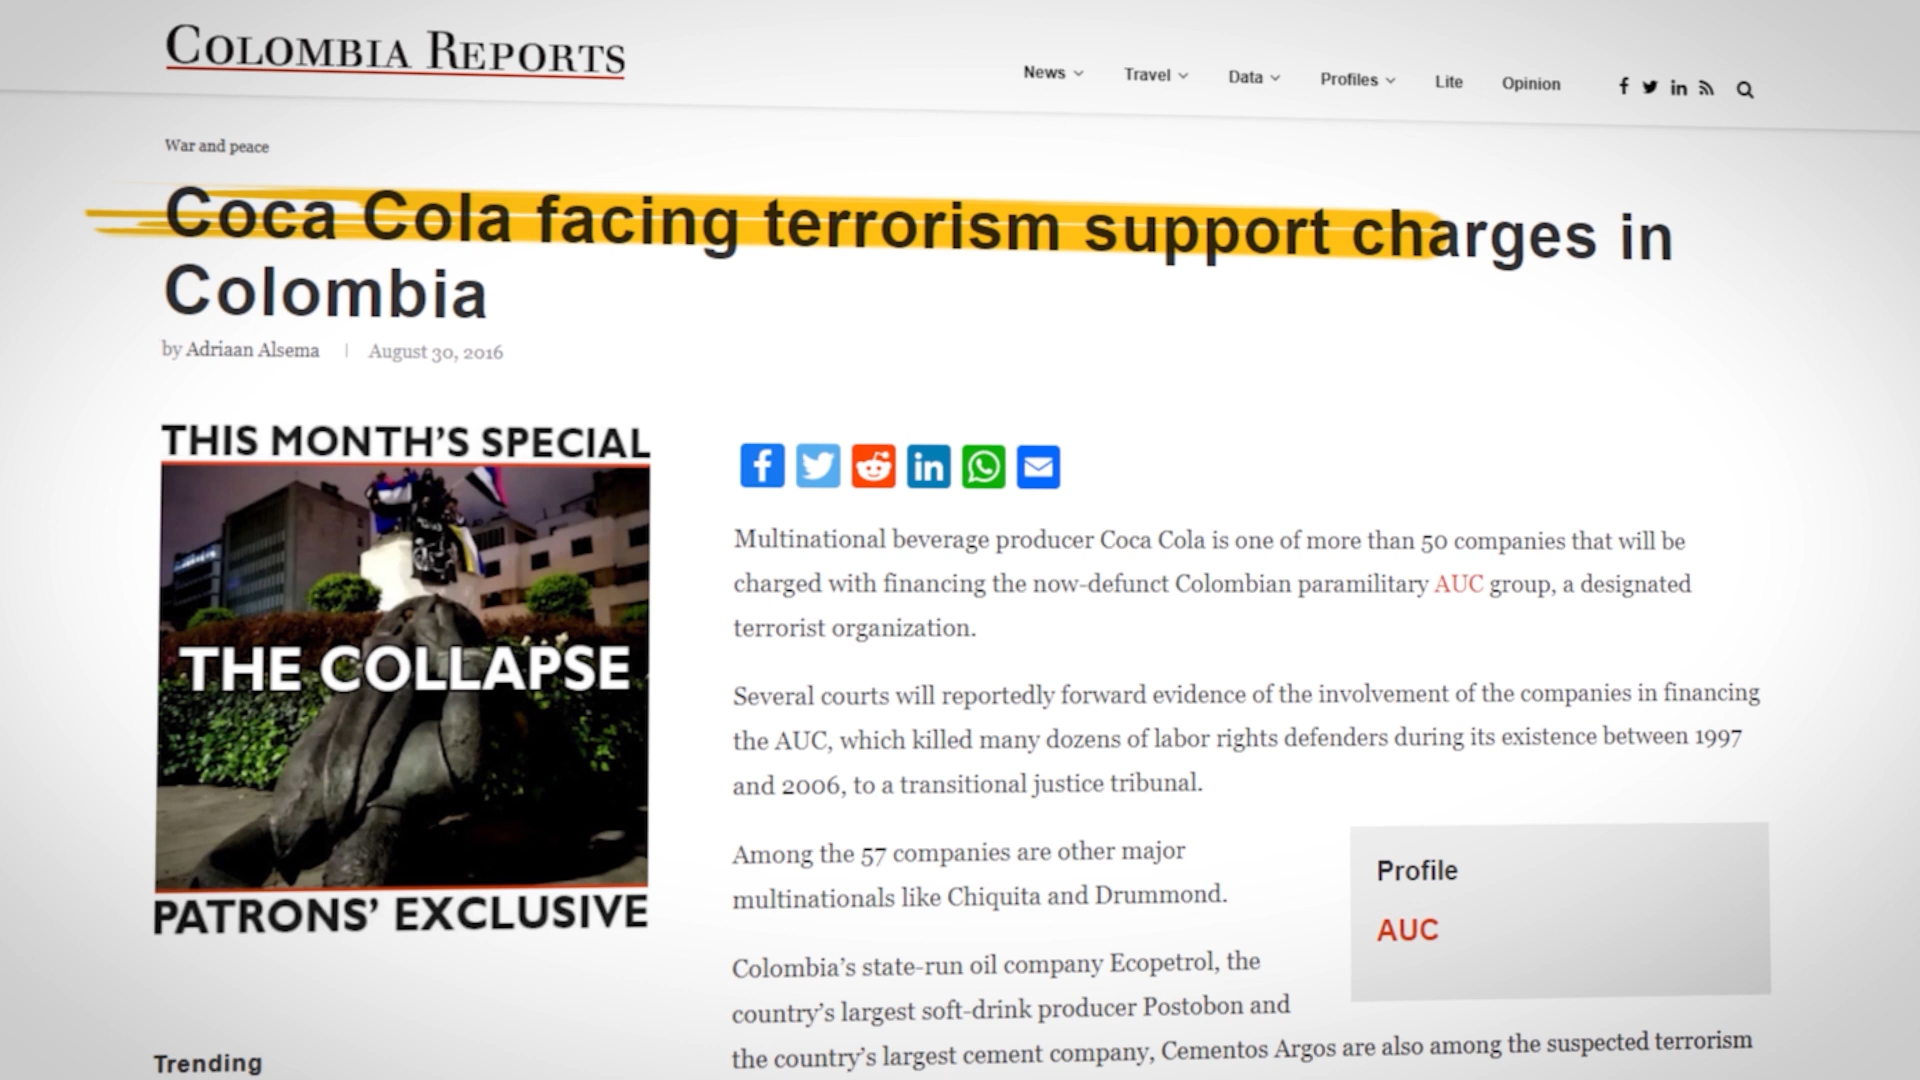 COLOMBIA REPORTS
News Travel Data Profiles Lite Opinion
War and peace
Coca Cola facing terrorism support charges in
Colombia
by Adriaan Alsema | August 30, 2016
THIS MONTH'S SPECIAL
THE COLLAPSE
PATRONS' EXCLUSIVE
Trending
Multinational beverage producer Coca Cola is one of more than 50 companies that will be
charged with financing the now-defunct Colombian paramilitary AUC group, a designated
terrorist organization.
Several courts will reportedly forward evidence of the involvement of the companies in financing
the AUC, which killed many dozens of labor rights defenders during its existence between 1997
and 2006, to a transitional justice tribunal.
Among the 57 companies are other major
multinationals like Chiquita and Drummond.
Profile
AUC
Colombia's state-run oil company Ecopetrol, the
country's largest soft-drink producer Postobon and
the country's largest cement company, Cementos Argos are also among the suspected terrorism